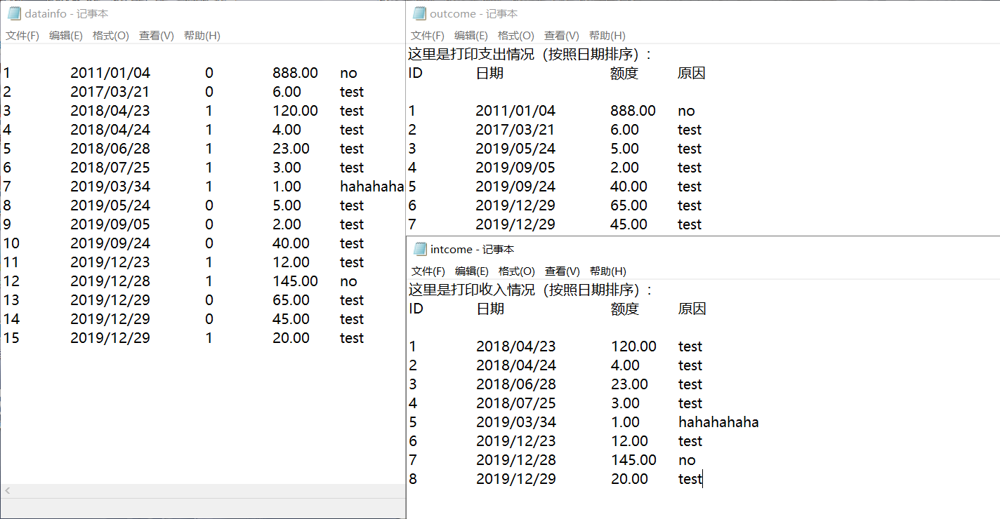 datainfo - 记事本
文件(F) 编辑(E) 格式(O) 查看(V) 帮助(H)
1 2011/01/04 0 888.00 no
2 2017/03/21 0 6.00 test
3 2018/04/23 1 120.00 test
4 2018/04/24 1 4.00 test
5 2018/06/28 1 23.00 test
6 2018/07/25 1 3.00 test
7 2019/03/34 1 1.00 hahahaha
8 2019/05/24 0 5.00 test
9 2019/09/05 0 2.00 test
10 2019/09/24 0 40.00 test
11 2019/12/23 1 12.00 test
12 2019/12/28 1 145.00 no
13 2019/12/29 0 65.00 test
14 2019/12/29 0 45.00 test
15 2019/12/29 1 20.00 test
outcome - 记事本
文件(F) 编辑(E) 格式(O) 查看(V) 帮助(H)
这里是打印支出情况（按照日期排序）:
ID 日期 额度 原因
1 2011/01/04 888.00 no
2 2017/03/21 6.00 test
3 2019/05/24 5.00 test
4 2019/09/05 2.00 test
5 2019/09/24 40.00 test
6 2019/12/29 65.00 test
7 2019/12/29 45.00 test
intcome - 记事本
文件(F) 编辑(E) 格式(O) 查看(V) 帮助(H)
这里是打印收入情况（按照日期排序）:
ID 日期 额度 原因
1 2018/04/23 120.00 test
2 2018/04/24 4.00 test
3 2018/06/28 23.00 test
4 2018/07/25 3.00 test
5 2019/03/34 1.00 hahahahaha
6 2019/12/23 12.00 test
7 2019/12/28 145.00 no
8 2019/12/29 20.00 test